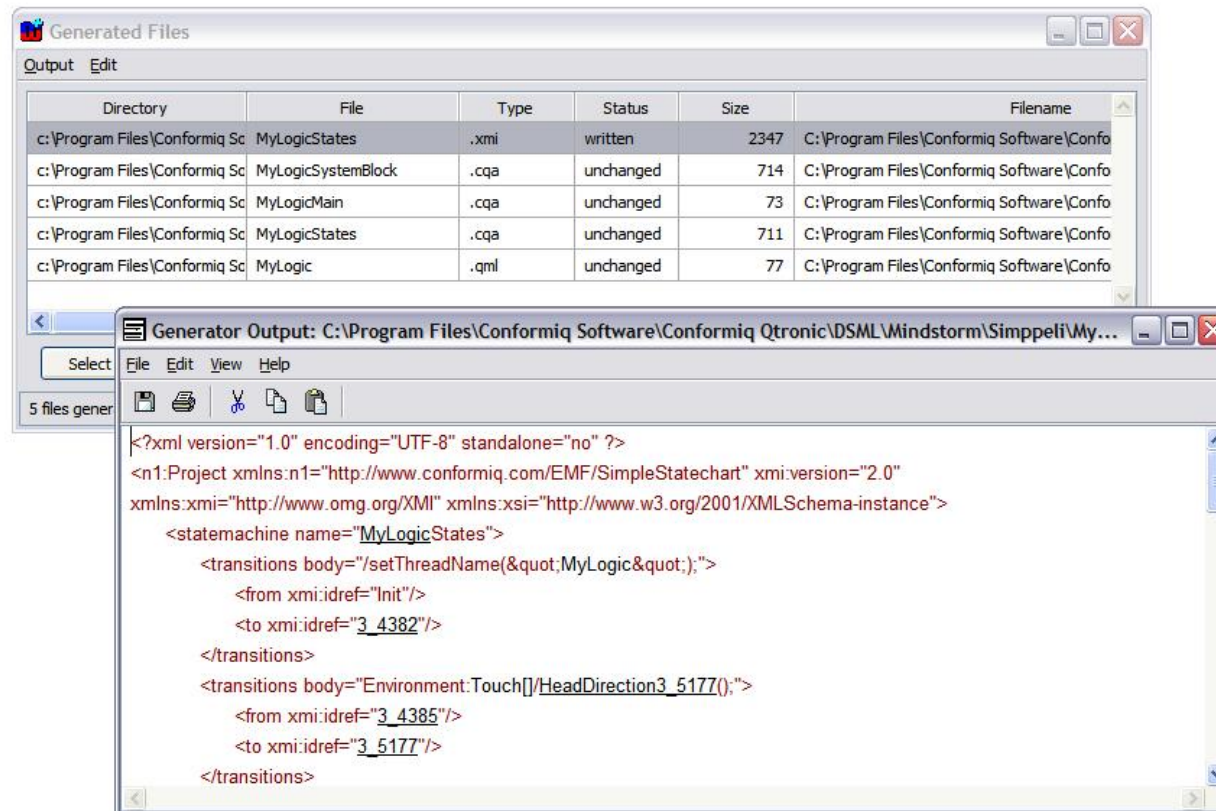 Generated Files
Output Edit
Directory File Type Status Size Filename
c:\Program Files\Conformiq So MyLogicStates .xmi written 2347 C:\Program Files\Conformiq Software\Confo
c:\Program Files\Conformiq So MyLogicSystemBlock .cqa unchanged 714 C:\Program Files\Conformiq Software\Confo
c:\Program Files\Conformiq So MyLogicMain .cqa unchanged 73 C:\Program Files\Conformiq Software\Confo
c:\Program Files\Conformiq So MyLogicStates .cqa unchanged 711 C:\Program Files\Conformiq Software\Confo
c:\Program Files\Conformiq So MyLogic .qml unchanged 77 C:\Program Files\Conformiq Software\Confo
Select
5 files gener
Generator Output: C:\Program Files\Conformiq Software\Conformiq Qtronic\DSML\Mindstorm\Simppeli\My...
File Edit View Help
<?xml version="1.0" encoding="UTF-8" standalone="no" ?>
<n1:Project xmlns:n1="http://www.conformiq.com/EMF/SimpleStatechart" xmi:version="2.0"
xmlns:xmi="http://www.omg.org/XMI" xmlns:xsi="http://www.w3.org/2001/XMLSchema-instance">
<statemachine name="MyLogicStates">
<transitions body="/setThreadName(&quot;MyLogic&quot;);">
<from xmi:idref="Init"/>
<to xmi:idref="3_4382"/>
</transitions>
<transitions body="Environment:Touch[]/HeadDirection3_5177();">
<from xmi:idref="3_4385"/>
<to xmi:idref="3_5177"/>
</transitions>